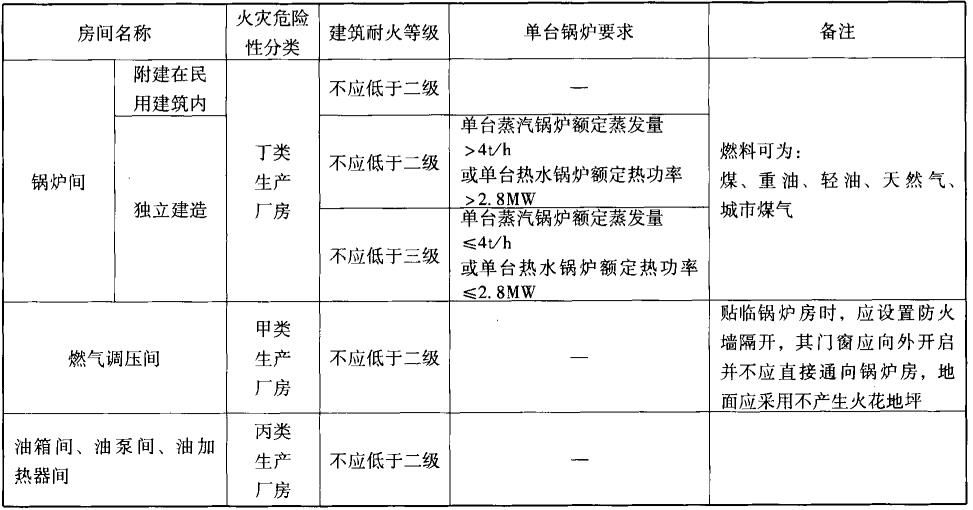 房间名称
火灾危险
性分类
建筑耐火等级
单台锅炉要求
备注
锅炉间
附建在民
用建筑内
丁类
生产
厂房
不应低于二级
—
燃料可为：
煤、重油、轻油、天然气、
城市煤气
独立建造
不应低于二级
单台蒸汽锅炉额定蒸发量
>4t/h
或单台热水锅炉额定热功率
>2.8MW
不应低于三级
单台蒸汽锅炉额定蒸发量
≤4t/h
或单台热水锅炉额定热功率
≤2.8MW
燃气调压间
甲类
生产
厂房
不应低于二级
—
贴临锅炉房时，应设置防火
墙隔开，其门窗应向外开启
并不应直接通向锅炉房，地
面应采用不产生火花地坪
油箱间、油泵间、油加
热器间
丙类
生产
厂房
不应低于二级
—